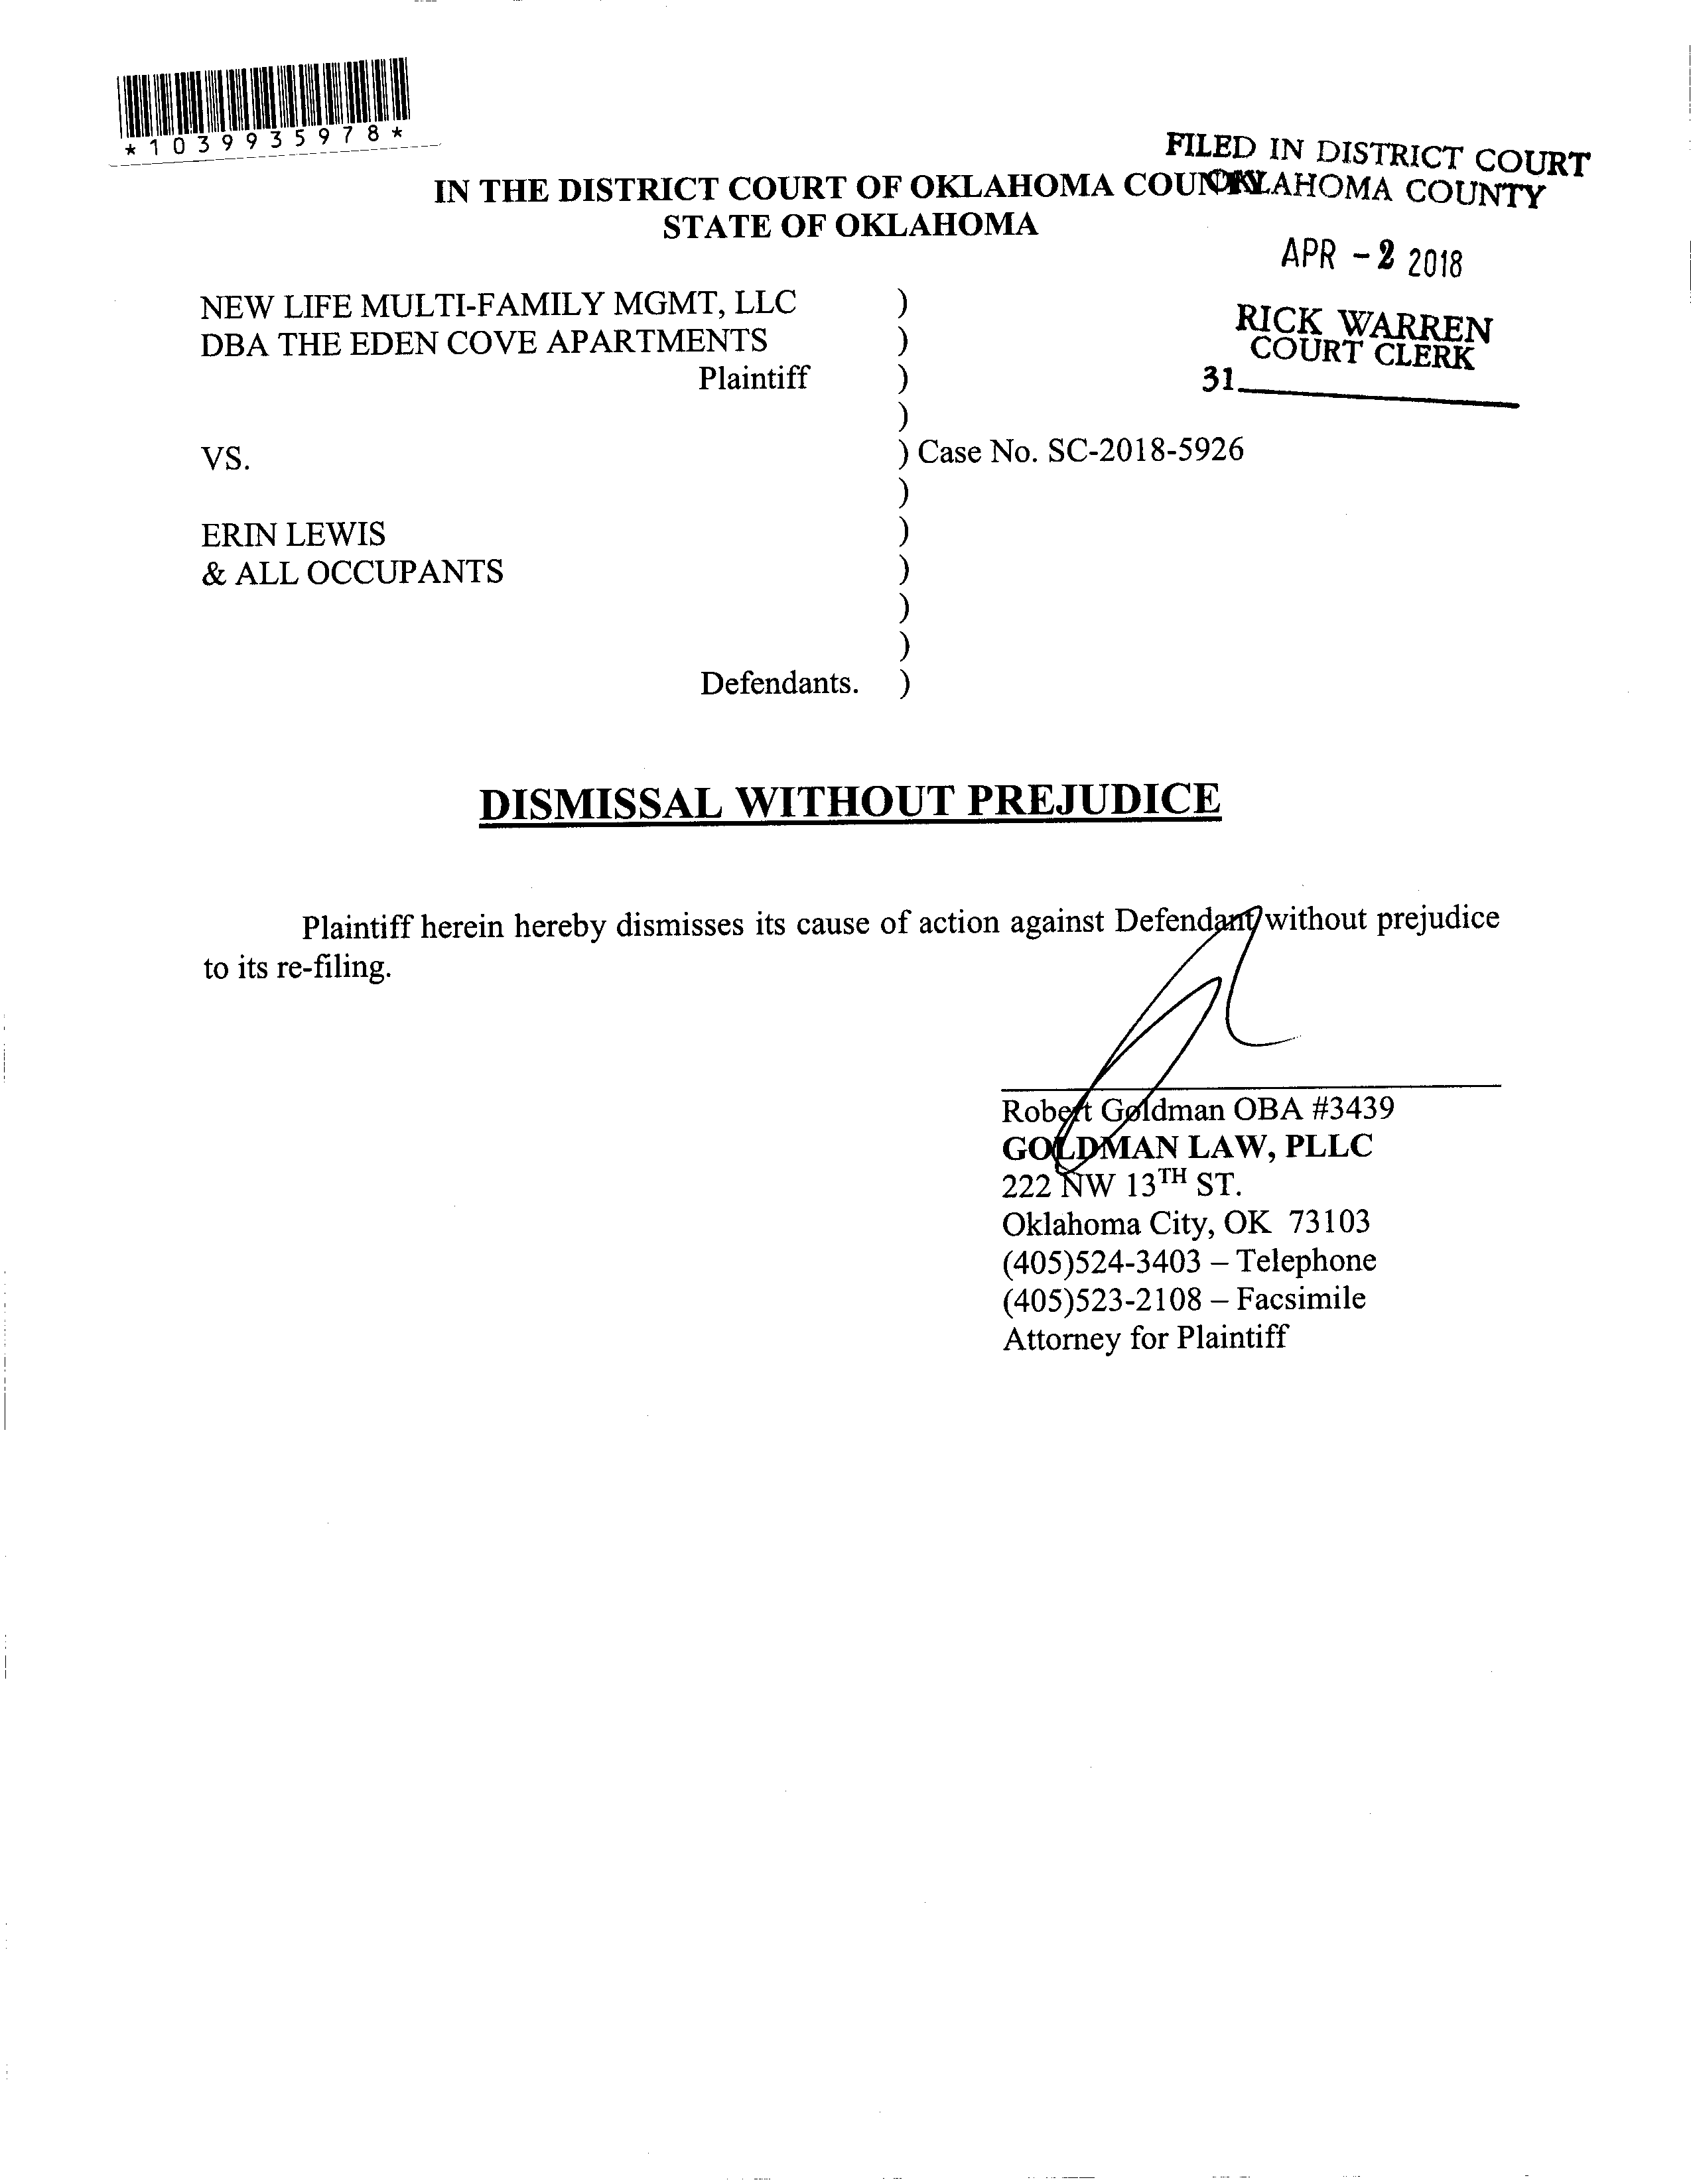 *1039935978*
FILED IN DISTRICT COURT
OKLAHOMA COUNTY
IN THE DISTRICT COURT OF OKLAHOMA COUNTY
STATE OF OKLAHOMA
APR - 2 2018
RICK WARREN
COURT CLERK
31
NEW LIFE MULTI-FAMILY MGMT, LLC )
DBA THE EDEN COVE APARTMENTS )
Plaintiff )
)
VS. ) Case No. SC-2018-5926
)
ERIN LEWIS )
& ALL OCCUPANTS )
)
)
Defendants. )
DISMISSAL WITHOUT PREJUDICE
Plaintiff herein hereby dismisses its cause of action against Defendant without prejudice
to its re-filing.
Robert Goldman OBA #3439
GOLDMAN LAW, PLLC
222 NW 13TH ST.
Oklahoma City, OK 73103
(405)524-3403 – Telephone
(405)523-2108 – Facsimile
Attorney for Plaintiff